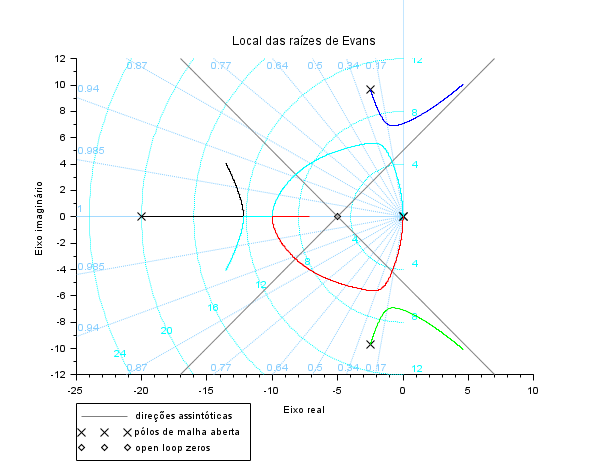 Local das raízes de Evans
12
0.87 0.76 0.64 0.5 0.34 0.17 12
10
0.94
8 8
6
0.985
4 4
2
1
0
-2
4
-4 0.985 8 4
-6
16 12
-8 0.94 24 20 8
-10
0.87 0.76 0.64 0.5 0.34 0.17 12
-12
-25 -20 -15 -10 -5 0 5 10
Eixo imaginário
Eixo real
direções assintóticas
pólos de malha aberta
open loop zeros